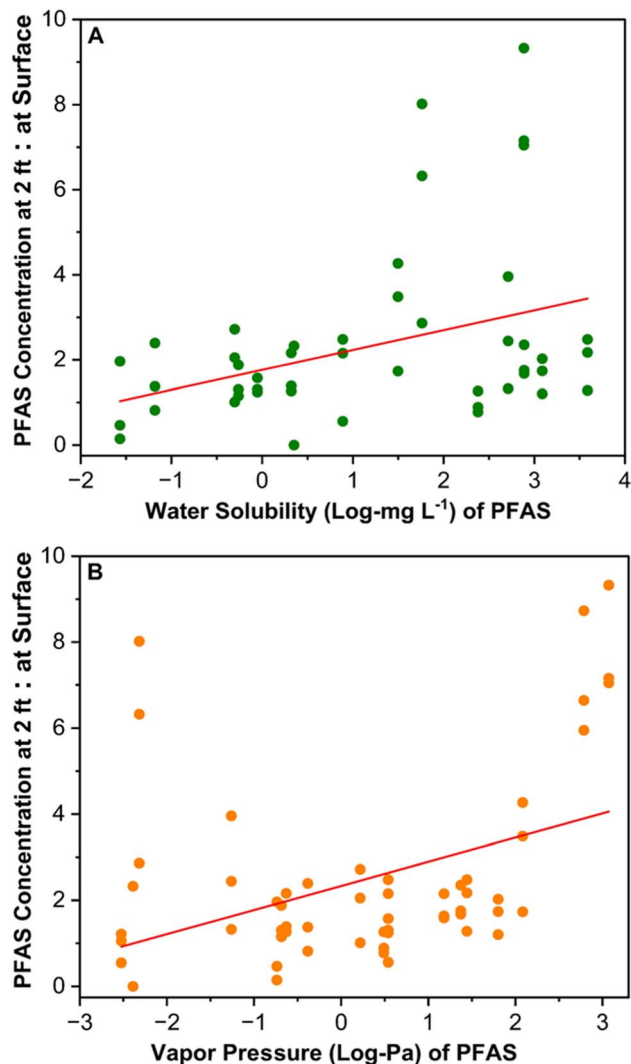 A
PFAS Concentration at 2 ft : at Surface
10
8
6
4
2
0
−2 −1 0 1 2 3 4
Water Solubility (Log-mg L⁻¹) of PFAS
B
PFAS Concentration at 2 ft : at Surface
10
8
6
4
2
0
−3 −2 −1 0 1 2 3
Vapor Pressure (Log-Pa) of PFAS